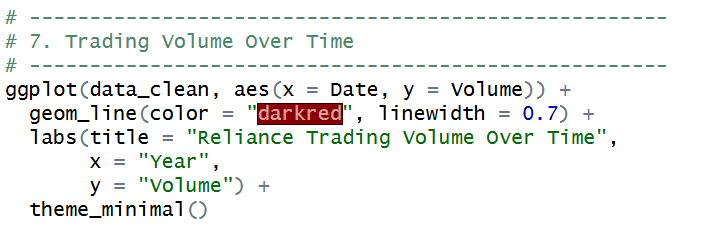 # -----------------------------------------------------
# 7. Trading Volume Over Time
# -----------------------------------------------------
ggplot(data_clean, aes(x = Date, y = Volume)) +
  geom_line(color = "darkred", linewidth = 0.7) +
  labs(title = "Reliance Trading Volume Over Time",
       x = "Year",
       y = "Volume") +
  theme_minimal()